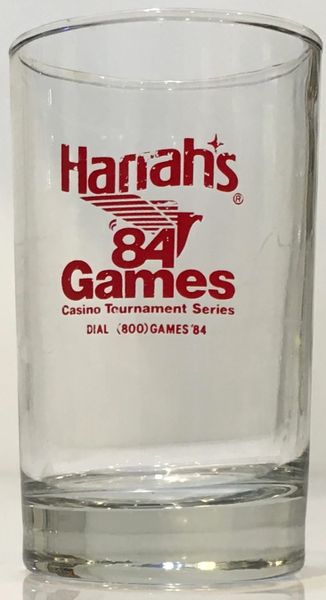 Harrah's®
84
Games
Casino Tournament Series
DIAL (800)GAMES '84